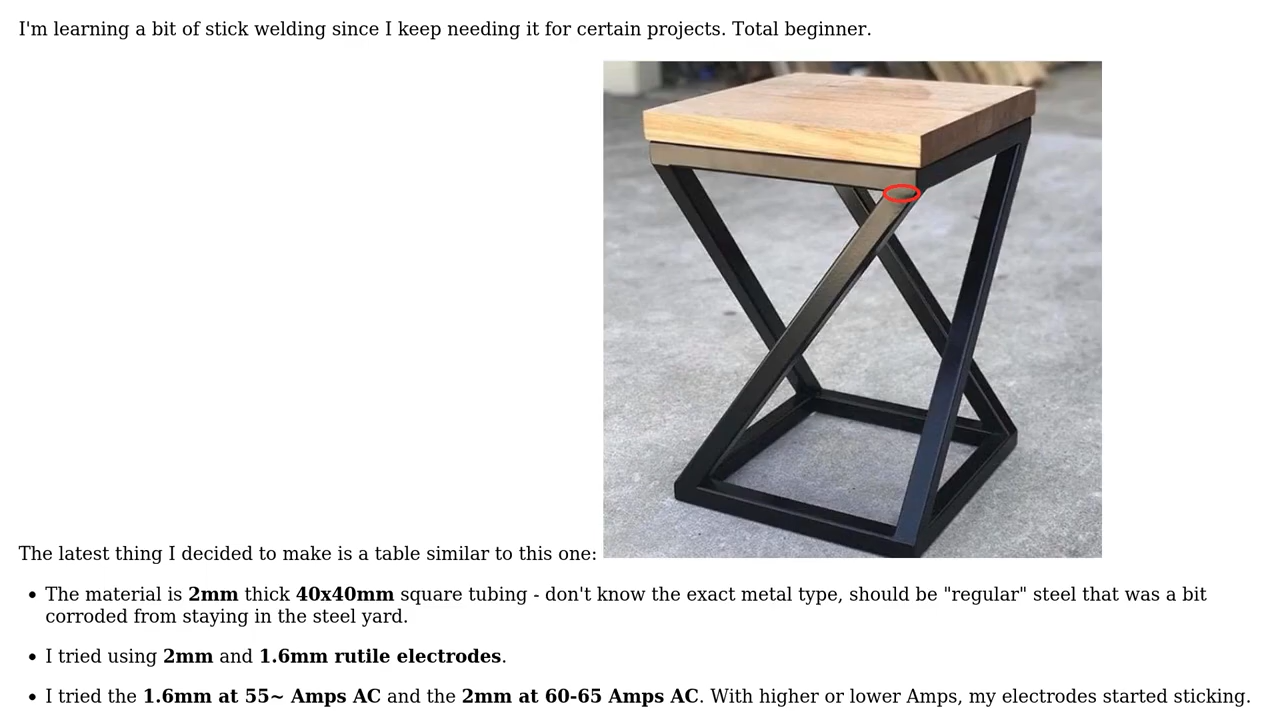 I'm learning a bit of stick welding since I keep needing it for certain projects. Total beginner.
The latest thing I decided to make is a table similar to this one:
• The material is 2mm thick 40x40mm square tubing - don't know the exact metal type, should be "regular" steel that was a bit
corroded from staying in the steel yard.
• I tried using 2mm and 1.6mm rutile electrodes.
• I tried the 1.6mm at 55~ Amps AC and the 2mm at 60-65 Amps AC. With higher or lower Amps, my electrodes started sticking.